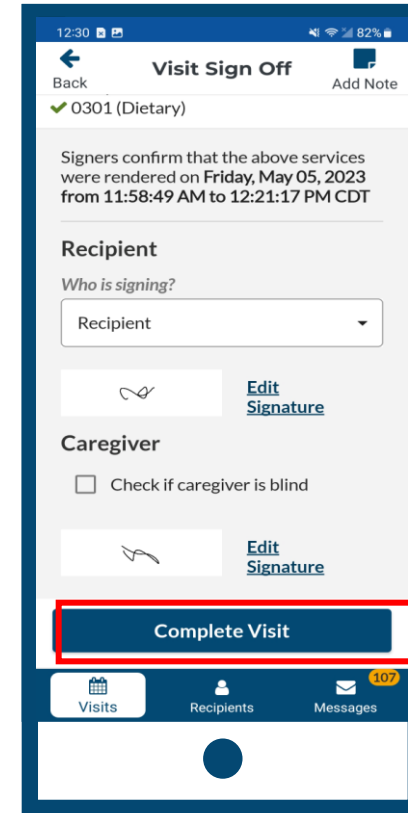 12:30 82%
Back Visit Sign Off Add Note
0301 (Dietary)
Signers confirm that the above services
were rendered on Friday, May 05, 2023
from 11:58:49 AM to 12:21:17 PM CDT
Recipient
Who is signing?
Recipient
Edit
Signature
Caregiver
Check if caregiver is blind
Edit
Signature
Complete Visit
107
Visits Recipients Messages